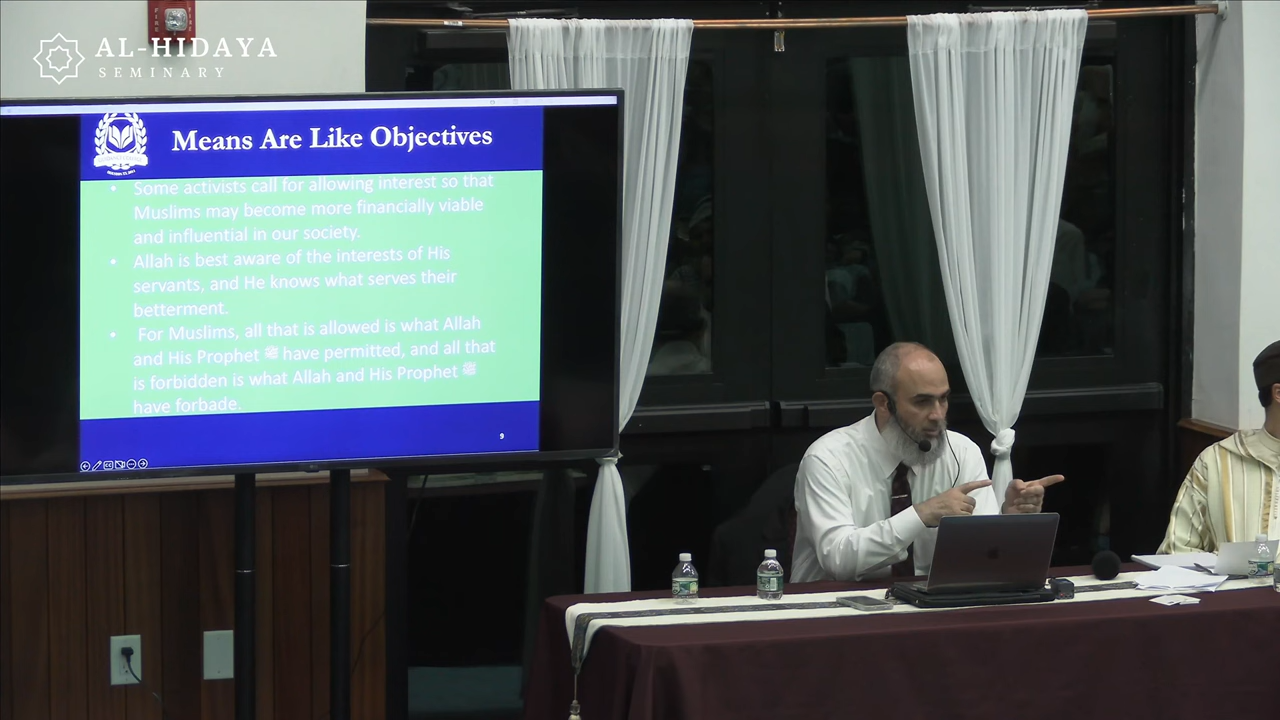 FIRE
FIRE
AL-HIDAYA
SEMINARY
Means Are Like Objectives
• Some activists call for allowing interest so that
Muslims may become more financially viable
and influential in our society.
• Allah is best aware of the interests of His
servants, and He knows what serves their
betterment.
• For Muslims, all that is allowed is what Allah
and His Prophet ﷺ have permitted, and all that
is forbidden is what Allah and His Prophet ﷺ
have forbade.
9